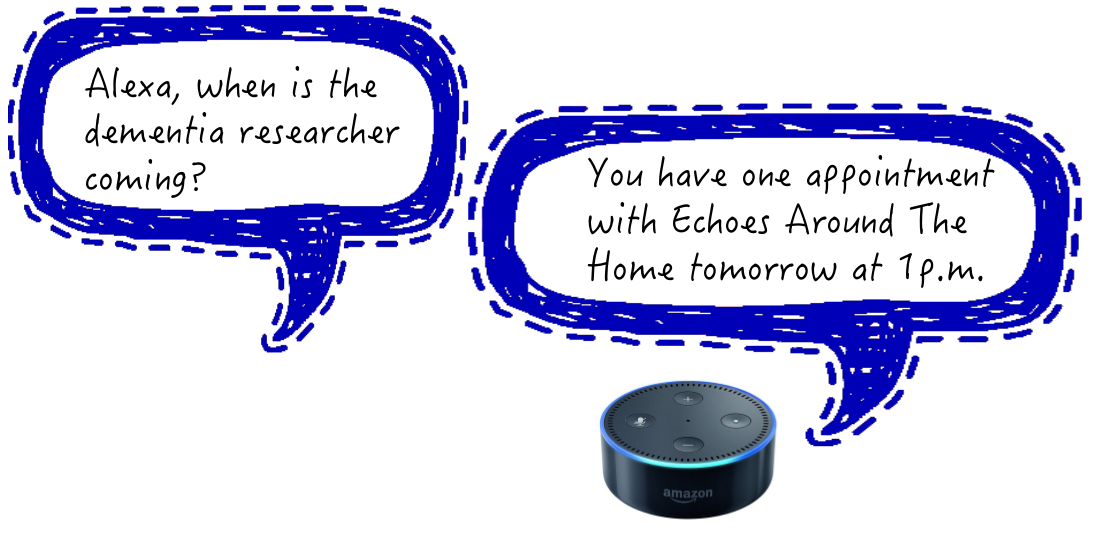 Alexa, when is the
dementia researcher
coming?
You have one appointment
with Echoes Around The
Home tomorrow at 1p.m.
amazon